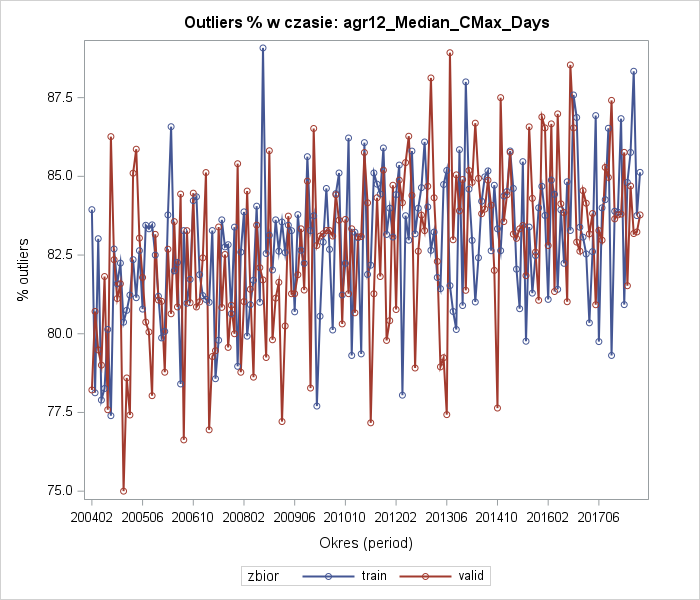 Outliers % w czasie: agr12_Median_CMax_Days
% outliers
87.5
85.0
82.5
80.0
77.5
75.0
200402 200506 200610 200802 200906 201010 201202 201306 201410 201602 201706
Okres (period)
zbior train valid